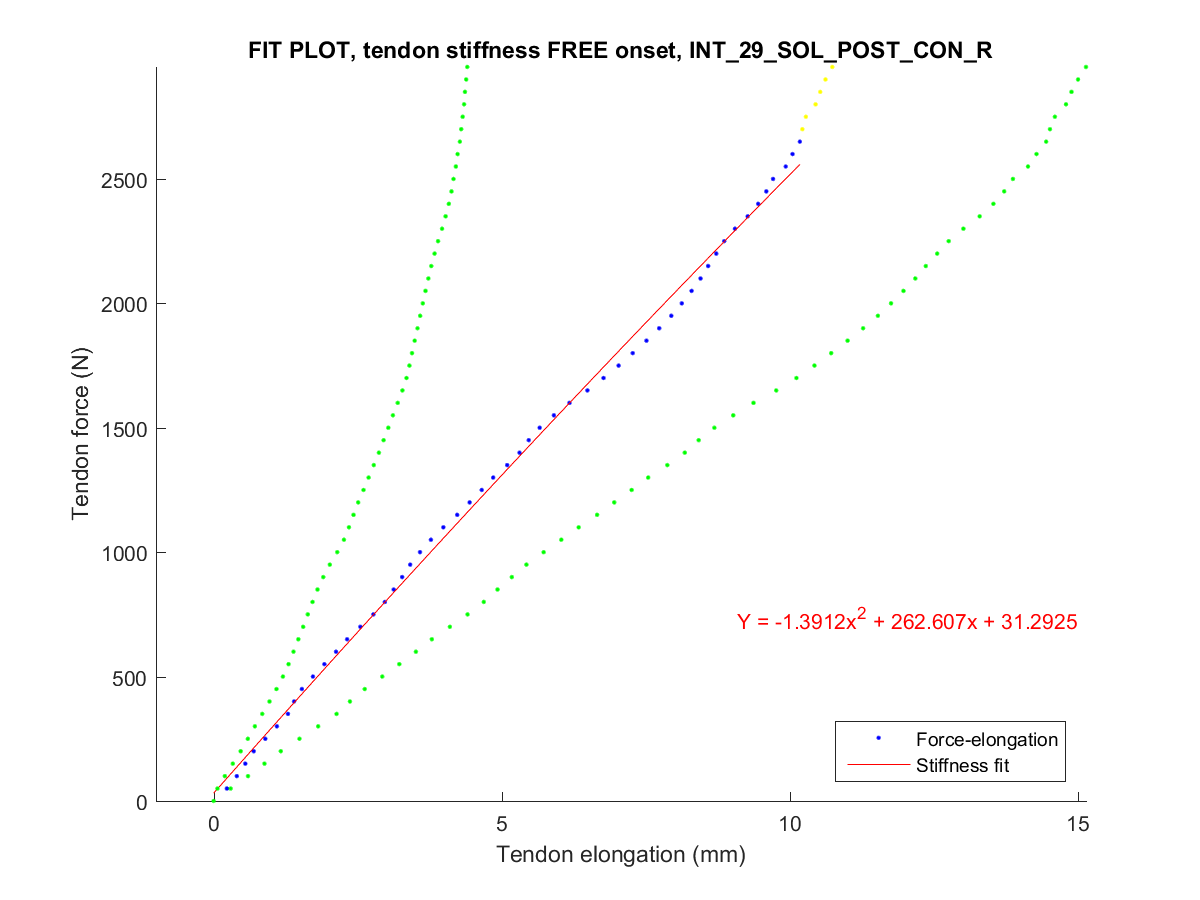 FIT PLOT, tendon stiffness FREE onset, INT_29_SOL_POST_CON_R
2500
2000
1500
1000
500
0
Tendon force (N)
Y = -1.3912x² + 262.607x + 31.2925
Force-elongation
Stiffness fit
0 5 10 15
Tendon elongation (mm)